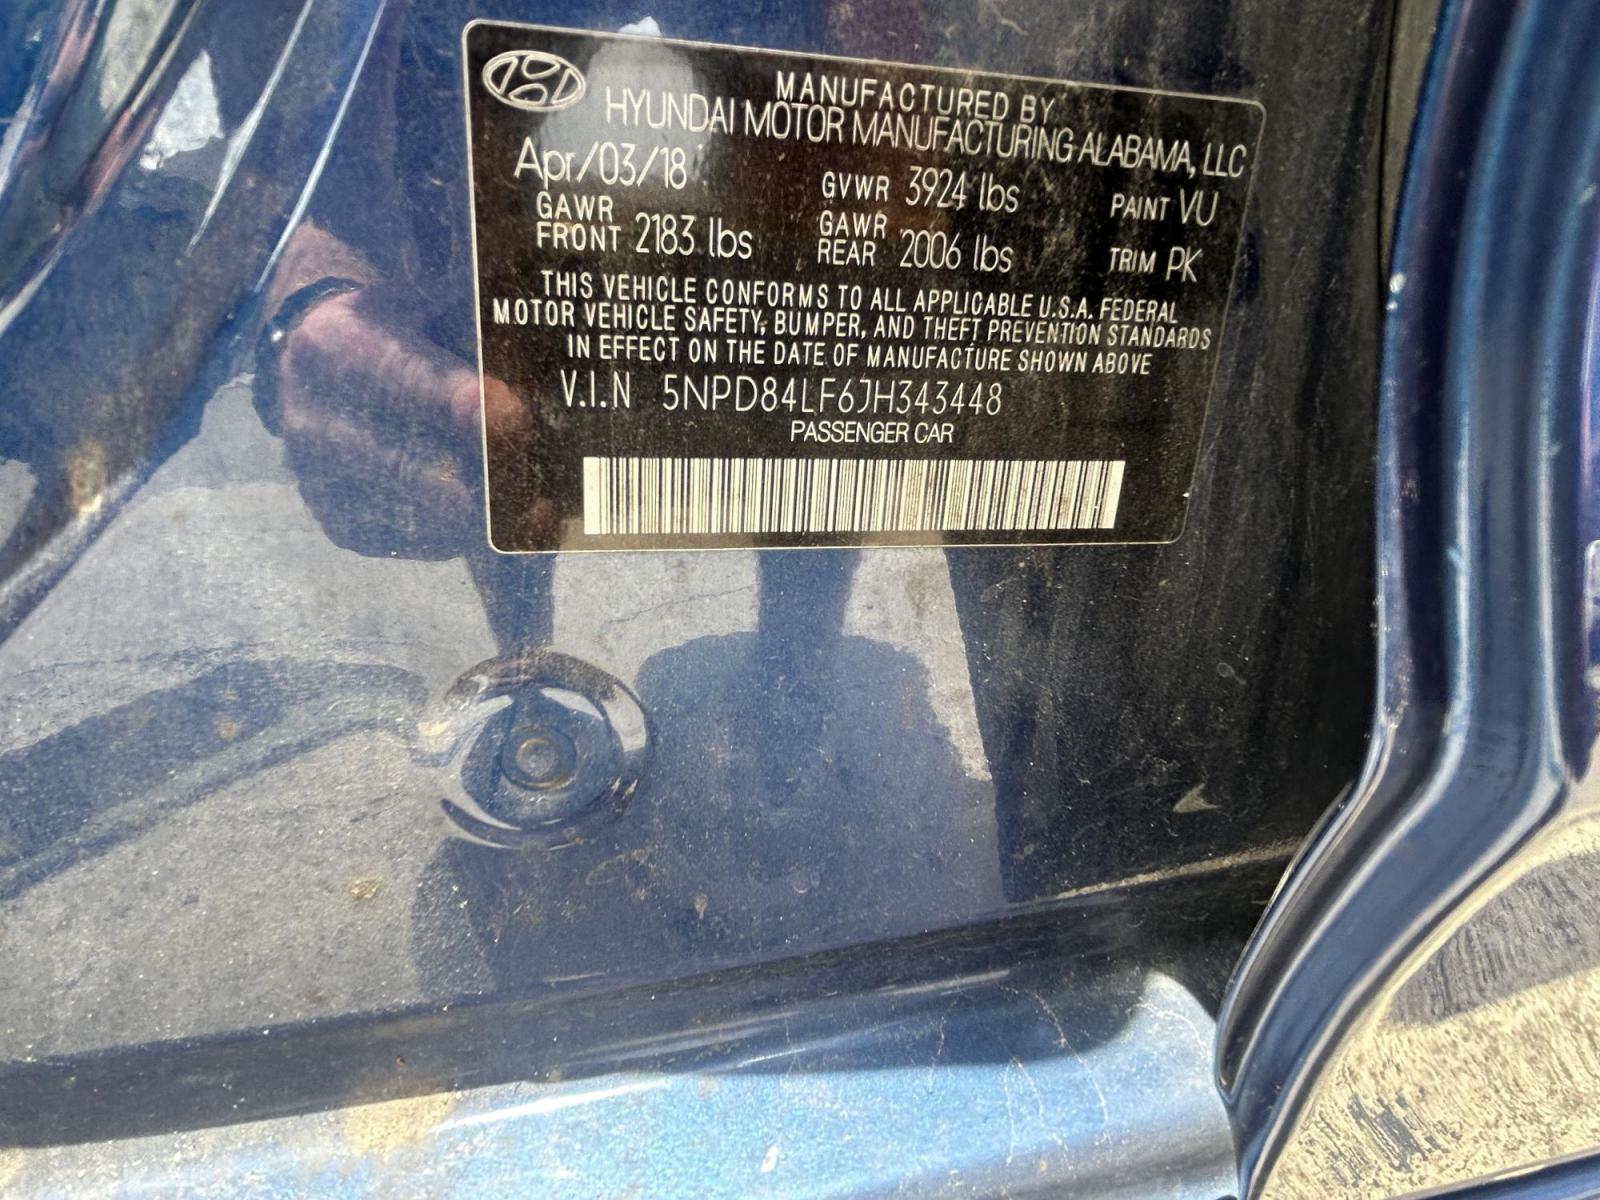 MANUFACTURED BY
HYUNDAI MOTOR MANUFACTURING ALABAMA, LLC
Apr/03/18 GVWR 3924 lbs PAINT VU
GAWR FRONT 2183 lbs GAWR REAR 2006 lbs TRIM PK
THIS VEHICLE CONFORMS TO ALL APPLICABLE U.S.A. FEDERAL
MOTOR VEHICLE SAFETY, BUMPER, AND THEFT PREVENTION STANDARDS
IN EFFECT ON THE DATE OF MANUFACTURE SHOWN ABOVE
V.I.N 5NPD84LF6JH343448
PASSENGER CAR